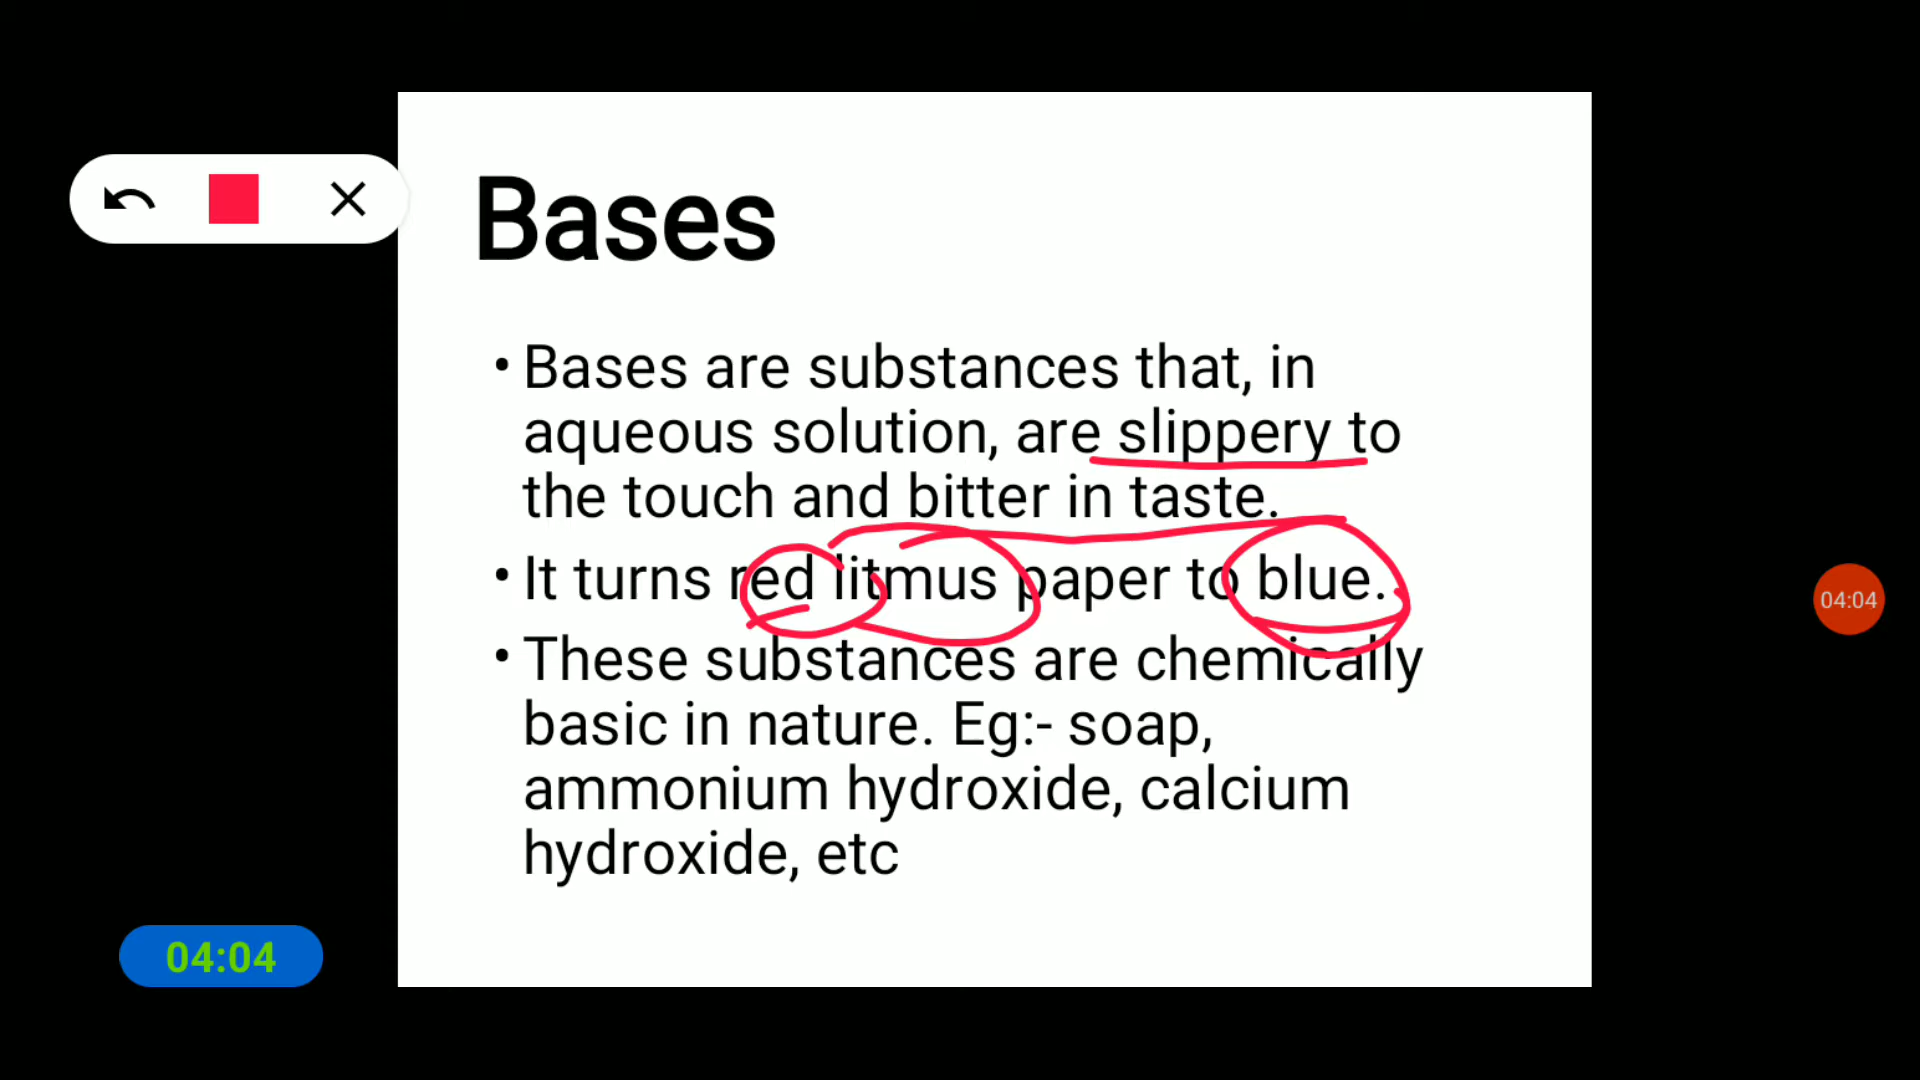 Bases
• Bases are substances that, in
aqueous solution, are slippery to
the touch and bitter in taste.
• It turns red litmus paper to blue.
• These substances are chemically
basic in nature. Eg:- soap,
ammonium hydroxide, calcium
hydroxide, etc
04:04
04:04